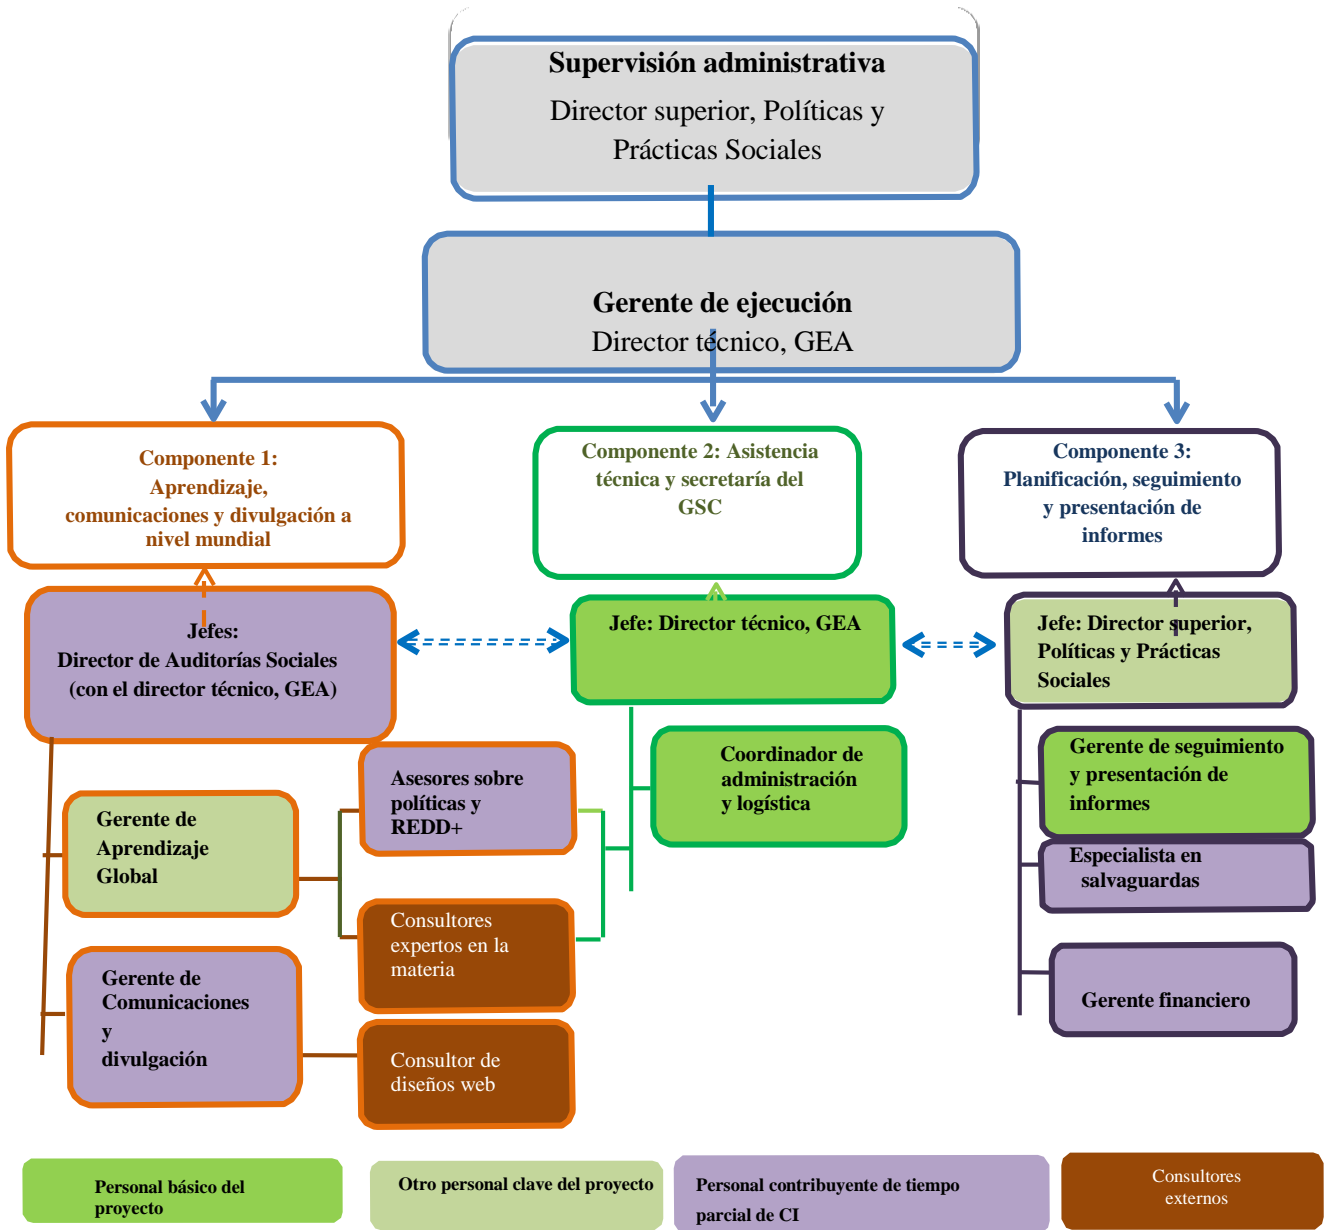 Supervisión administrativa
Director superior, Políticas y
Prácticas Sociales
Gerente de ejecución
Director técnico, GEA
Componente 1:
Aprendizaje,
comunicaciones y divulgación a
nivel mundial
Componente 2: Asistencia
técnica y secretaría del
GSC
Componente 3:
Planificación, seguimiento
y presentación de
informes
Jefes:
Director de Auditorías Sociales
(con el director técnico, GEA)
Jefe: Director técnico, GEA
Jefe: Director superior,
Políticas y Prácticas
Sociales
Gerente de
Aprendizaje
Global
Asesores sobre
políticas y
REDD+
Coordinador de
administración
y logística
Gerente de seguimiento
y presentación de
informes
Especialista en
salvaguardas
Consultores
expertos en la
materia
Gerente de
Comunicaciones
y
divulgación
Gerente financiero
Consultor de
diseños web
Personal básico del
proyecto
Otro personal clave del proyecto
Personal contribuyente de tiempo
parcial de CI
Consultores
externos